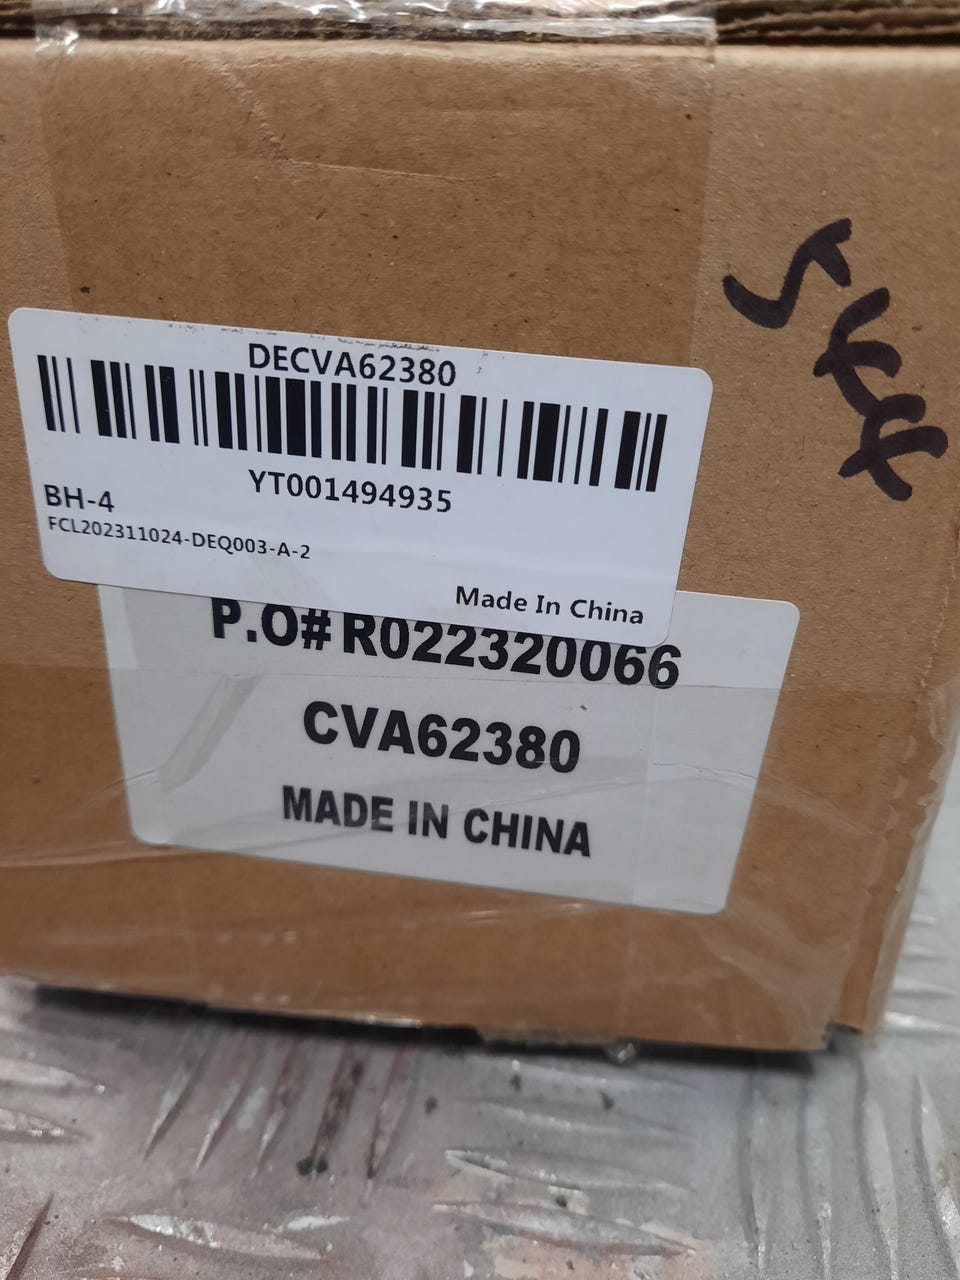 DECVA62380
YT001494935
BH-4
FCL202311024-DEQ003-A-2
Made In China
P.O# R022320066
CVA62380
MADE IN CHINA